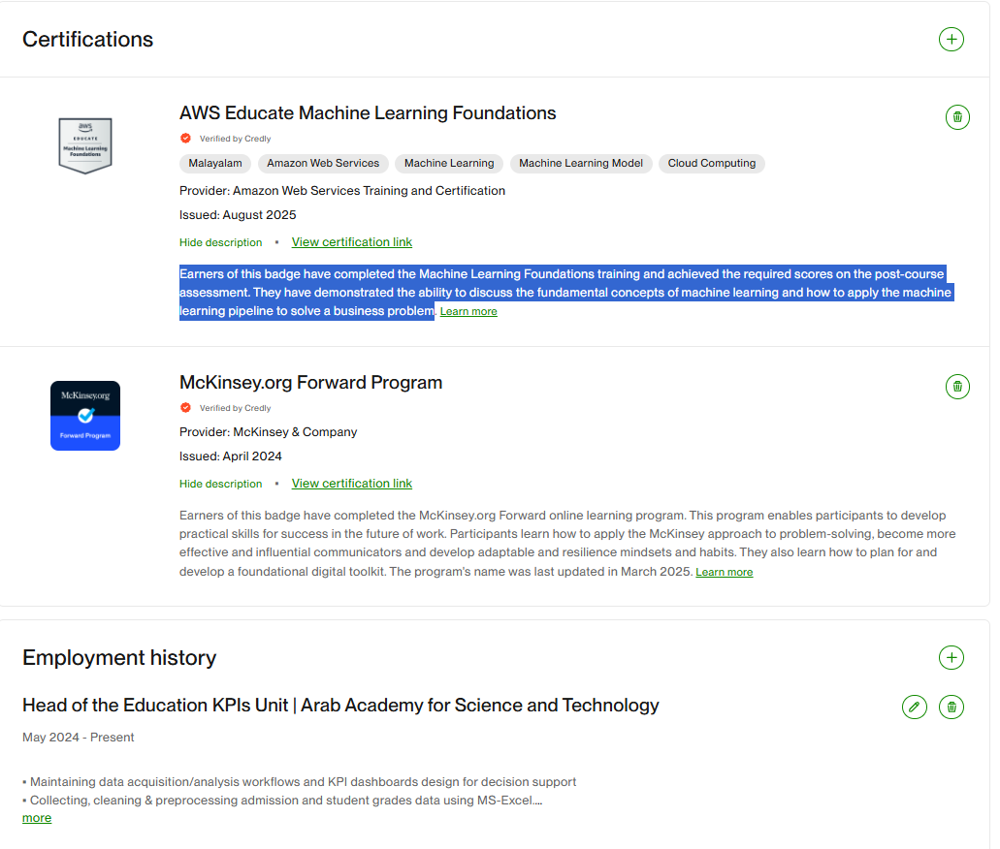 Certifications
aws
EDUCATE
Machine Learning
Foundations
AWS Educate Machine Learning Foundations
Verified by Credly
Malayalam Amazon Web Services Machine Learning Machine Learning Model Cloud Computing
Provider: Amazon Web Services Training and Certification
Issued: August 2025
Hide description • View certification link
Earners of this badge have completed the Machine Learning Foundations training and achieved the required scores on the post-course
assessment. They have demonstrated the ability to discuss the fundamental concepts of machine learning and how to apply the machine
learning pipeline to solve a business problem. Learn more
McKinsey.org
Forward Program
McKinsey.org Forward Program
Verified by Credly
Provider: McKinsey & Company
Issued: April 2024
Hide description • View certification link
Earners of this badge have completed the McKinsey.org Forward online learning program. This program enables participants to develop
practical skills for success in the future of work. Participants learn how to apply the McKinsey approach to problem-solving, become more
effective and influential communicators and develop adaptable and resilience mindsets and habits. They also learn how to plan for and
develop a foundational digital toolkit. The program's name was last updated in March 2025. Learn more
Employment history
Head of the Education KPIs Unit | Arab Academy for Science and Technology
May 2024 - Present
• Maintaining data acquisition/analysis workflows and KPI dashboards design for decision support
• Collecting, cleaning & preprocessing admission and student grades data using MS-Excel....
more